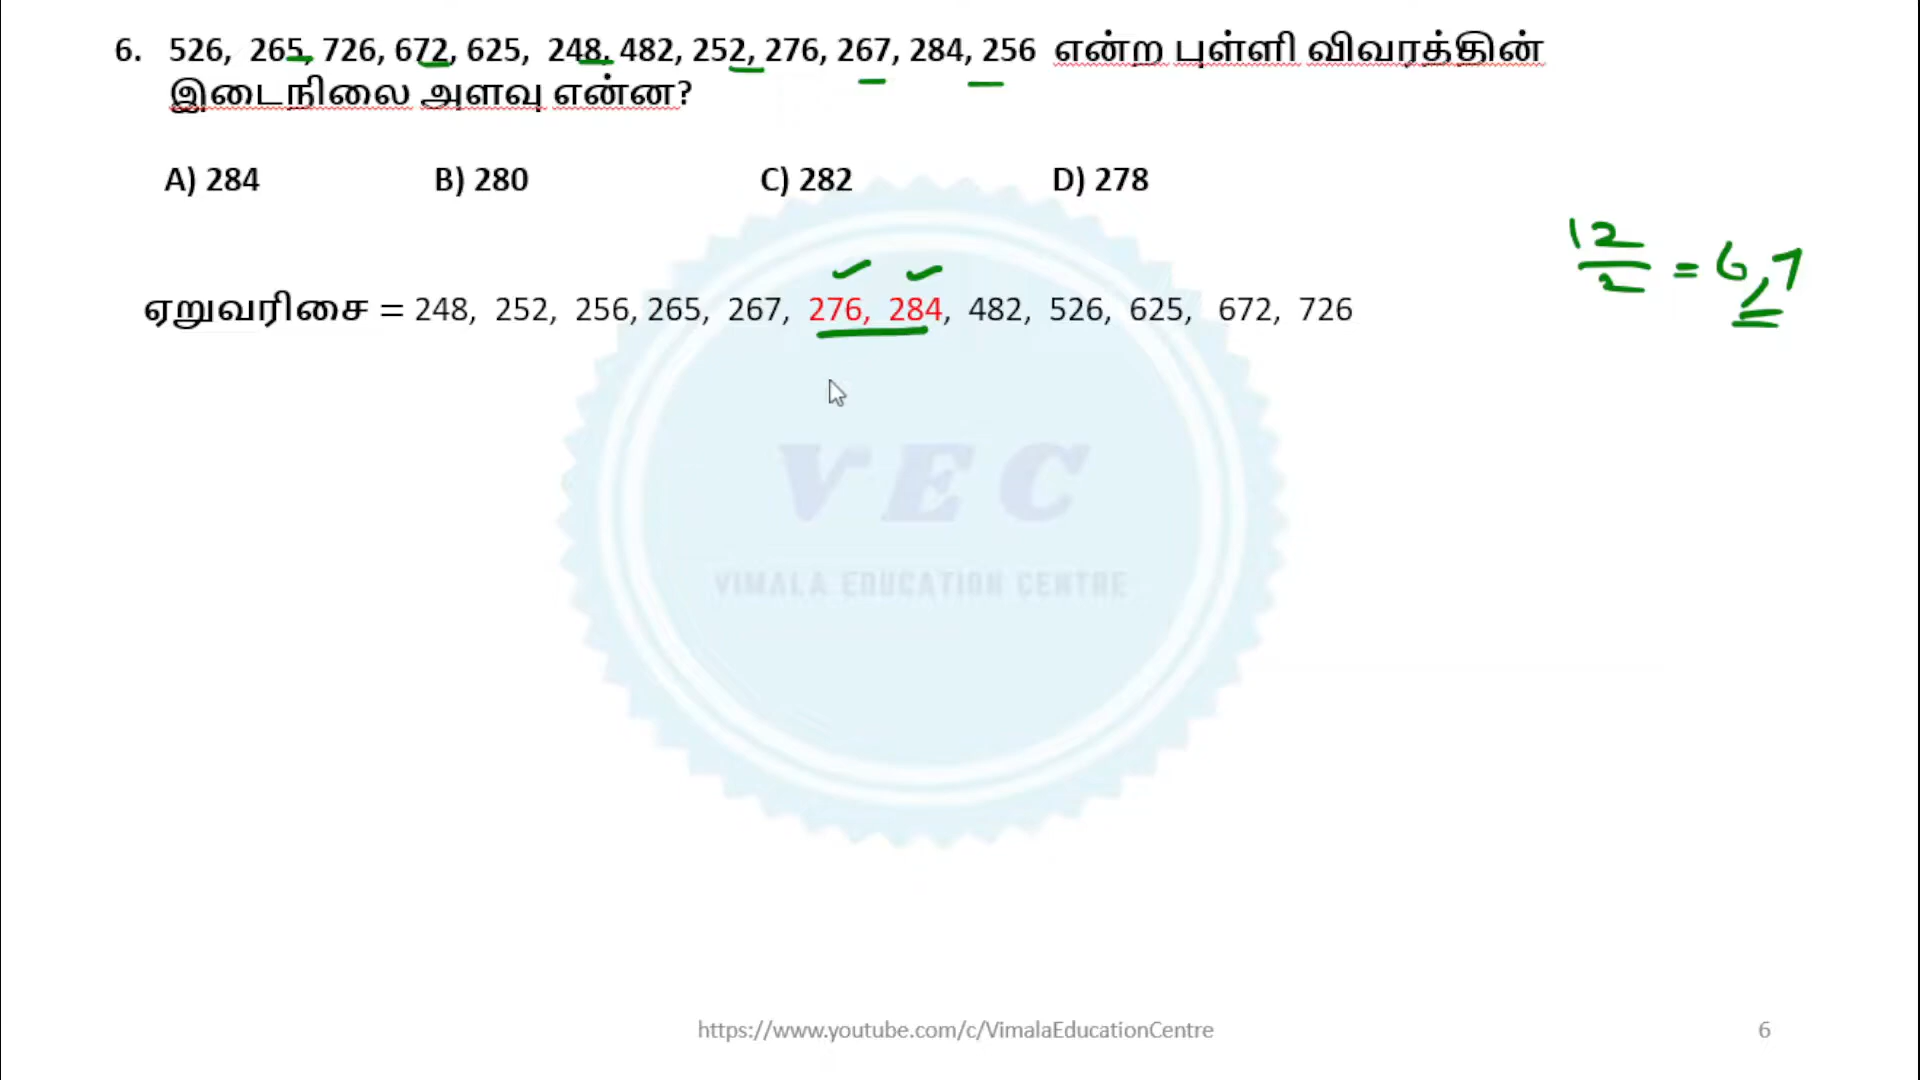 6. 526, 265, 726, 672, 625, 248, 482, 252, 276, 267, 284, 256 என்ற புள்ளி விவரத்தின்
இடைநிலை அளவு என்ன?
A) 284 B) 280 C) 282 D) 278
12/2 = 6,7
ஏறுவரிசை = 248, 252, 256, 265, 267, 276, 284, 482, 526, 625, 672, 726
VEC
VIMALA EDUCATION CENTRE
https://www.youtube.com/c/VimalaEducationCentre 6